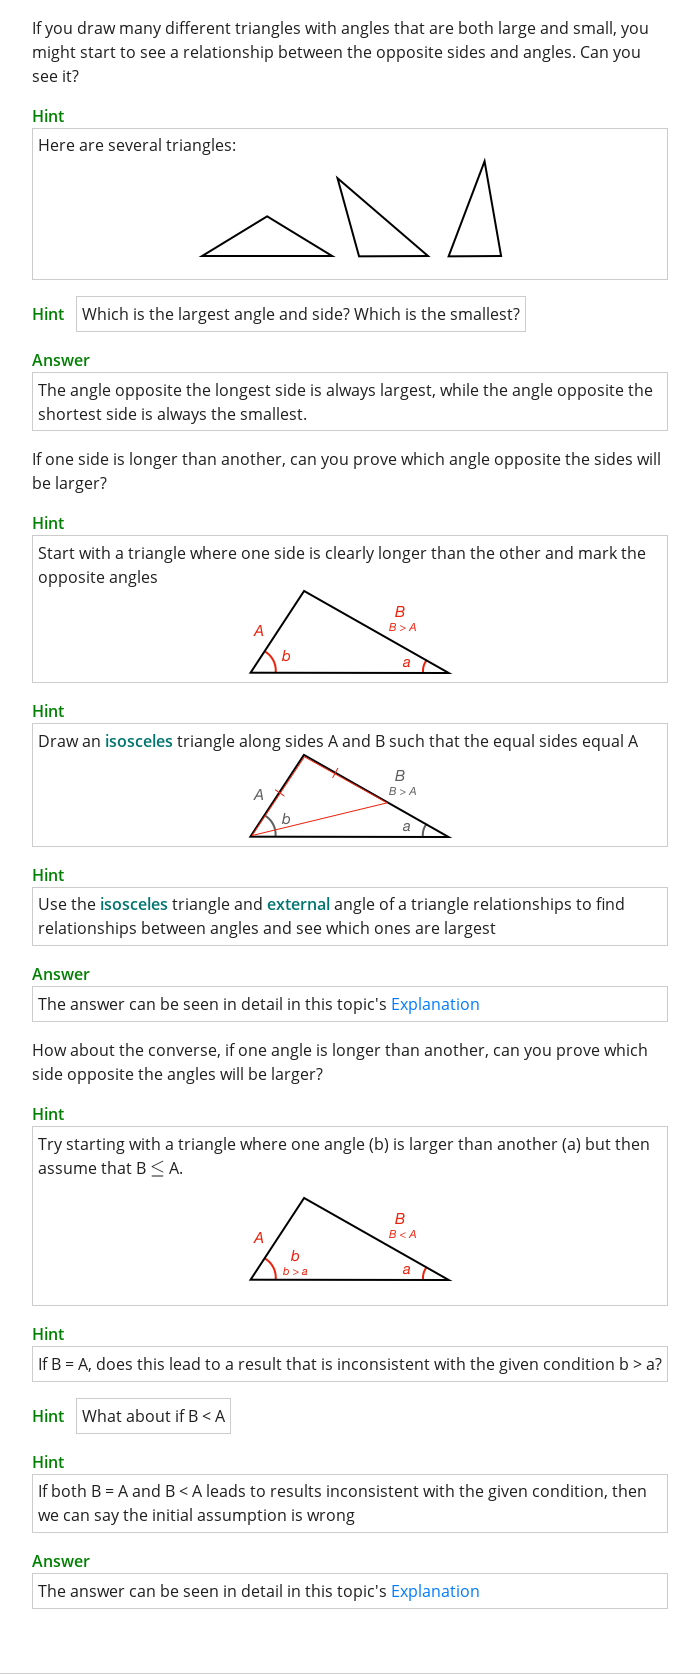 If you draw many different triangles with angles that are both large and small, you
might start to see a relationship between the opposite sides and angles. Can you
see it?
Hint
Here are several triangles:
Hint
Which is the largest angle and side? Which is the smallest?
Answer
The angle opposite the longest side is always largest, while the angle opposite the
shortest side is always the smallest.
If one side is longer than another, can you prove which angle opposite the sides will
be larger?
Hint
Start with a triangle where one side is clearly longer than the other and mark the
opposite angles
A
B
B > A
b
a
Hint
Draw an isosceles triangle along sides A and B such that the equal sides equal A
A
B
B > A
b
a
Hint
Use the isosceles triangle and external angle of a triangle relationships to find
relationships between angles and see which ones are largest
Answer
The answer can be seen in detail in this topic's Explanation
How about the converse, if one angle is longer than another, can you prove which
side opposite the angles will be larger?
Hint
Try starting with a triangle where one angle (b) is larger than another (a) but then
assume that B ≤ A.
A
B
B < A
b
b > a
a
Hint
If B = A, does this lead to a result that is inconsistent with the given condition b > a?
Hint
What about if B < A
Hint
If both B = A and B < A leads to results inconsistent with the given condition, then
we can say the initial assumption is wrong
Answer
The answer can be seen in detail in this topic's Explanation